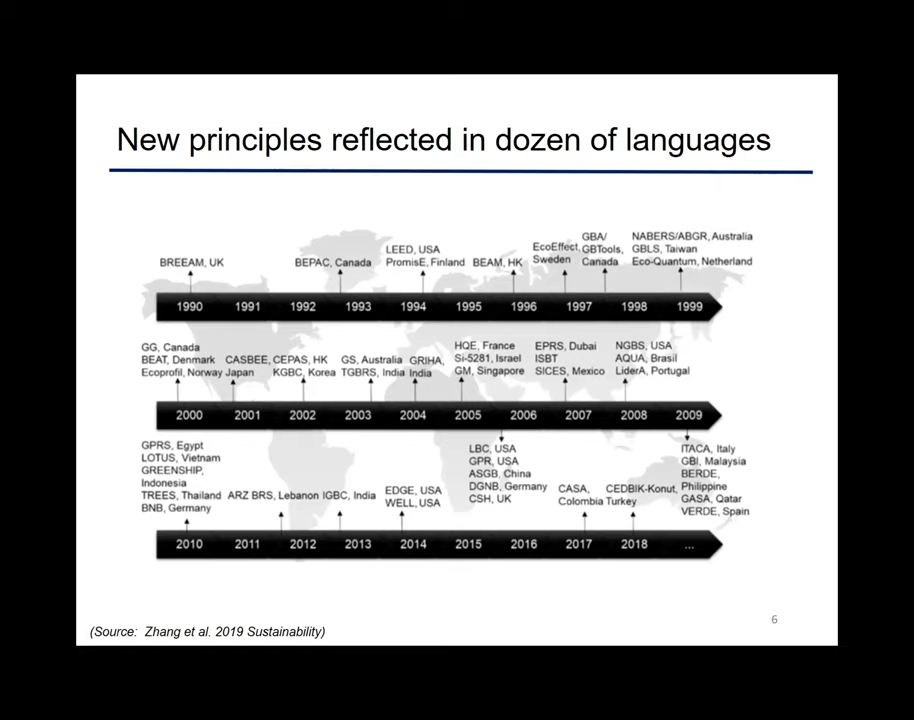 New principles reflected in dozen of languages
BREEAM, UK
BEPAC, Canada
LEED, USA
PromisE, Finland
BEAM, HK
EcoEffect,
Sweden
GBA/
GBTools,
Canada
NABERS/ABGR, Australia
GBLS, Taiwan
Eco-Quantum, Netherland
1990 1991 1992 1993 1994 1995 1996 1997 1998 1999
GG, Canada
BEAT, Denmark
Ecoprofil, Norway
CASBEE,
Japan
CEPAS, HK
KGBC, Korea
GS, Australia
TGBRS, India
GRIHA,
India
HQE, France
Si-5281, Israel
GM, Singapore
EPRS, Dubai
ISBT
SICES, Mexico
NGBS, USA
AQUA, Brasil
LiderA, Portugal
2000 2001 2002 2003 2004 2005 2006 2007 2008 2009
LBC, USA
GPR, USA
ASGB, China
DGNB, Germany
CSH, UK
ITACA, Italy
GBI, Malaysia
BERDE,
Philippine
GASA, Qatar
VERDE, Spain
GPRS, Egypt
LOTUS, Vietnam
GREENSHIP,
Indonesia
TREES, Thailand
BNB, Germany
ARZ BRS, Lebanon
IGBC, India
EDGE, USA
WELL, USA
CASA,
Colombia
CEDBIK-Konut,
Turkey
2010 2011 2012 2013 2014 2015 2016 2017 2018 ...
6
(Source: Zhang et al. 2019 Sustainability)